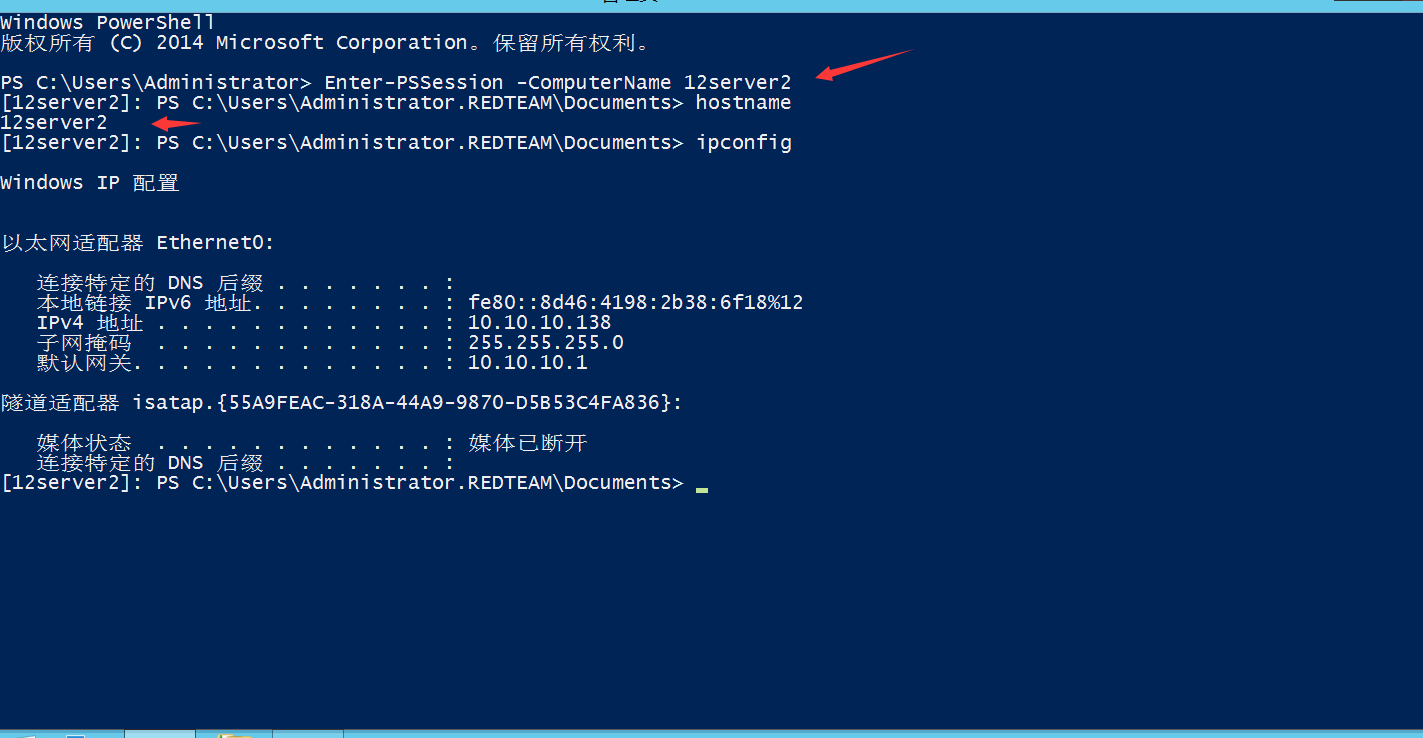 Windows PowerShell
版权所有 (C) 2014 Microsoft Corporation。保留所有权利。
PS C:\Users\Administrator> Enter-PSSession -ComputerName 12server2
[12server2]: PS C:\Users\Administrator.REDTEAM\Documents> hostname
12server2
[12server2]: PS C:\Users\Administrator.REDTEAM\Documents> ipconfig
Windows IP 配置
以太网适配器 Ethernet0:
连接特定的 DNS 后缀 . . . . . . . :
本地链接 IPv6 地址. . . . . . . . : fe80::8d46:4198:2b38:6f18%12
IPv4 地址 . . . . . . . . . . . . : 10.10.10.138
子网掩码  . . . . . . . . . . . . : 255.255.255.0
默认网关. . . . . . . . . . . . . : 10.10.10.1
隧道适配器 isatap.{55A9FEAC-318A-44A9-9870-D5B53C4FA836}:
媒体状态  . . . . . . . . . . . . : 媒体已断开
连接特定的 DNS 后缀 . . . . . . . :
[12server2]: PS C:\Users\Administrator.REDTEAM\Documents>